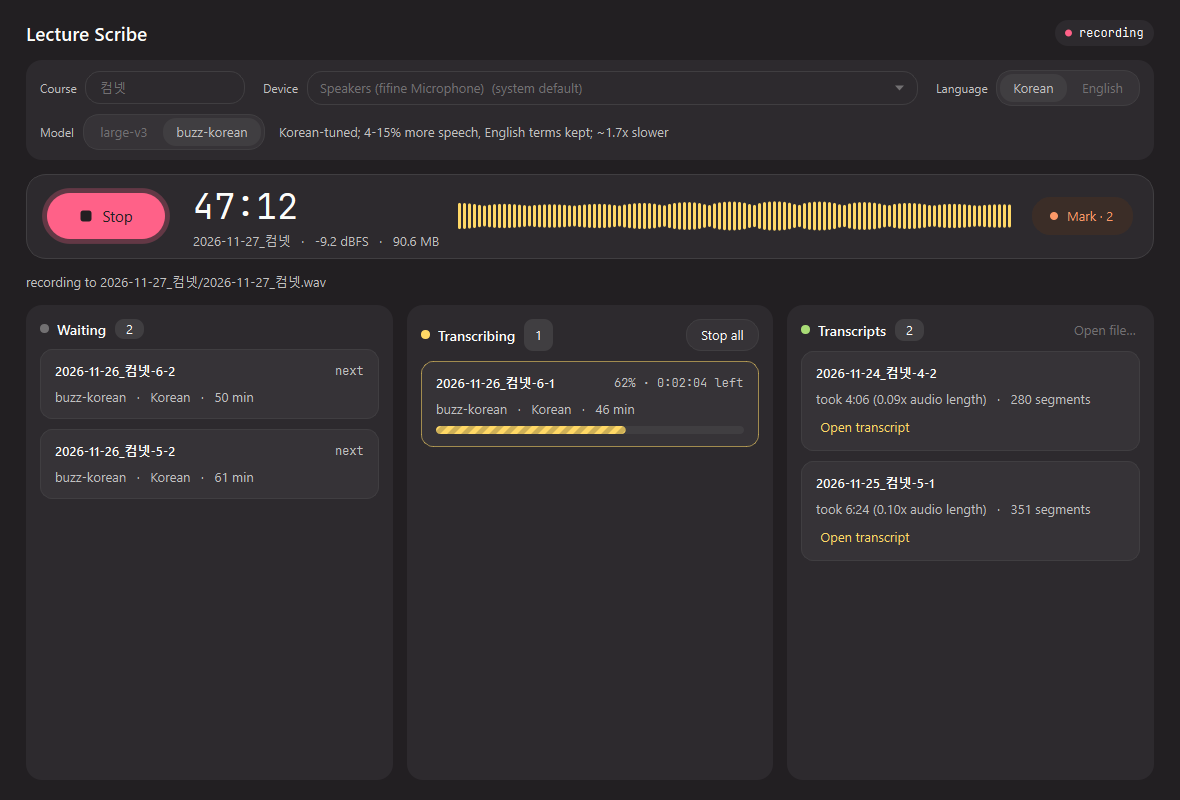 Lecture Scribe
recording
Course 컴넷 Device Speakers (fifine Microphone) (system default) Language Korean English
Model large-v3 buzz-korean Korean-tuned; 4-15% more speech, English terms kept; ~1.7x slower
Stop
47:12
2026-11-27_컴넷 · -9.2 dBFS · 90.6 MB
Mark · 2
recording to 2026-11-27_컴넷/2026-11-27_컴넷.wav
Waiting 2
2026-11-26_컴넷-6-2 next
buzz-korean · Korean · 50 min
2026-11-26_컴넷-5-2 next
buzz-korean · Korean · 61 min
Transcribing 1 Stop all
2026-11-26_컴넷-6-1 62% · 0:02:04 left
buzz-korean · Korean · 46 min
Transcripts 2 Open file...
2026-11-24_컴넷-4-2
took 4:06 (0.09x audio length) · 280 segments
Open transcript
2026-11-25_컴넷-5-1
took 6:24 (0.10x audio length) · 351 segments
Open transcript